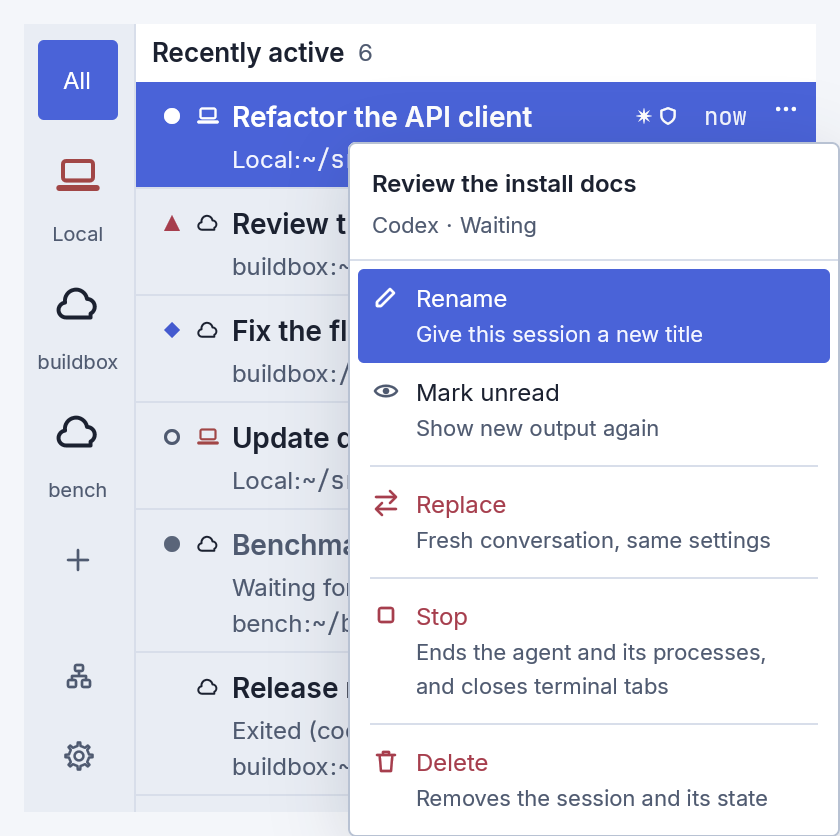 All
Local
buildbox
bench
Recently active 6
Refactor the API client now
Local:~/s
Review t
buildbox:~
Fix the fl
buildbox:/
Update
Local:~/s
Benchma
Waiting for
bench:~/
Release
Exited (co
buildbox:~
Review the install docs
Codex · Waiting
Rename
Give this session a new title
Mark unread
Show new output again
Replace
Fresh conversation, same settings
Stop
Ends the agent and its processes,
and closes terminal tabs
Delete
Removes the session and its state